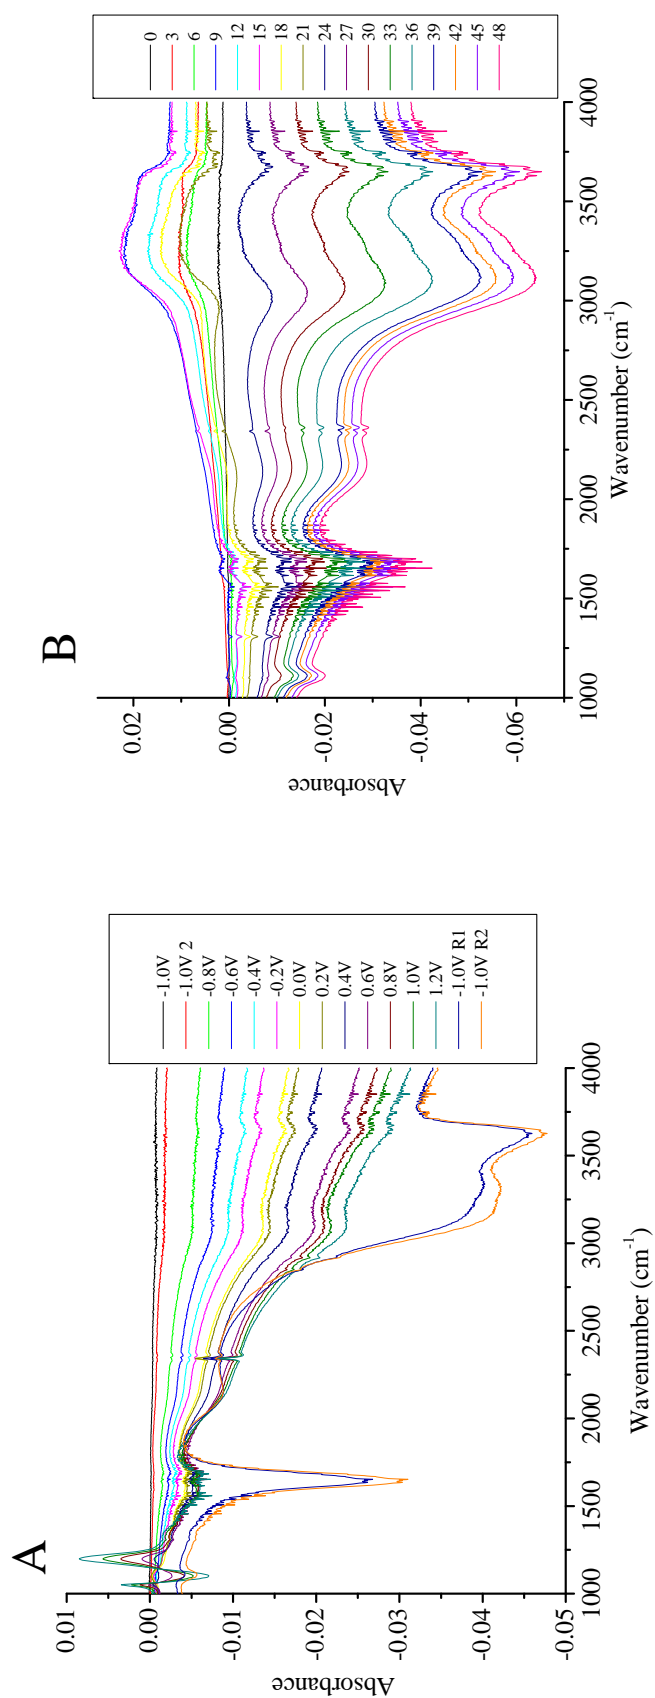 A
0.01
0.00
-0.01
-0.02
-0.03
-0.04
-0.05
Absorbance
1000
1500
2000
2500
3000
3500
4000
Wavenumber (cm⁻¹)
-1.0V
-1.0V 2
-0.8V
-0.6V
-0.4V
-0.2V
0.0V
0.2V
0.4V
0.6V
0.8V
1.0V
1.2V
-1.0V R1
-1.0V R2
B
0.02
0.00
-0.02
-0.04
-0.06
Absorbance
1000
1500
2000
2500
3000
3500
4000
Wavenumber (cm⁻¹)
0
3
6
9
12
15
18
21
24
27
30
33
36
39
42
45
48